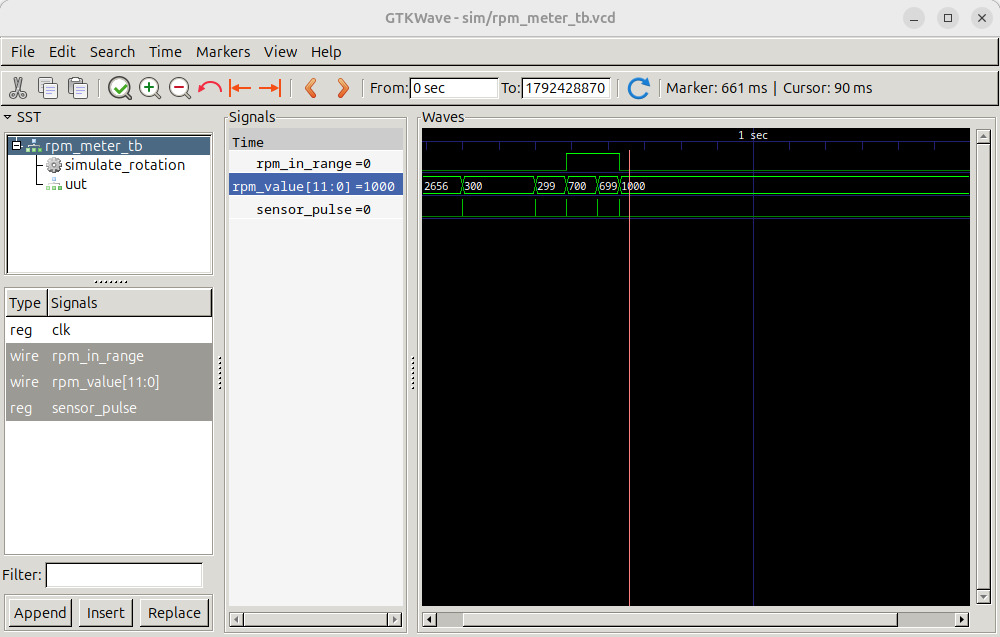 GTKWave - sim/rpm_meter_tb.vcd
File Edit Search Time Markers View Help
From: 0 sec To: 1792428870 Marker: 661 ms | Cursor: 90 ms
SST
rpm_meter_tb
simulate_rotation
uut
Type Signals
reg clk
wire rpm_in_range
wire rpm_value[11:0]
reg sensor_pulse
Filter:
Append Insert Replace
Signals
Time
rpm_in_range =0
rpm_value[11:0] =1000
sensor_pulse =0
Waves
1 sec
2656 300 299 700 699 1000